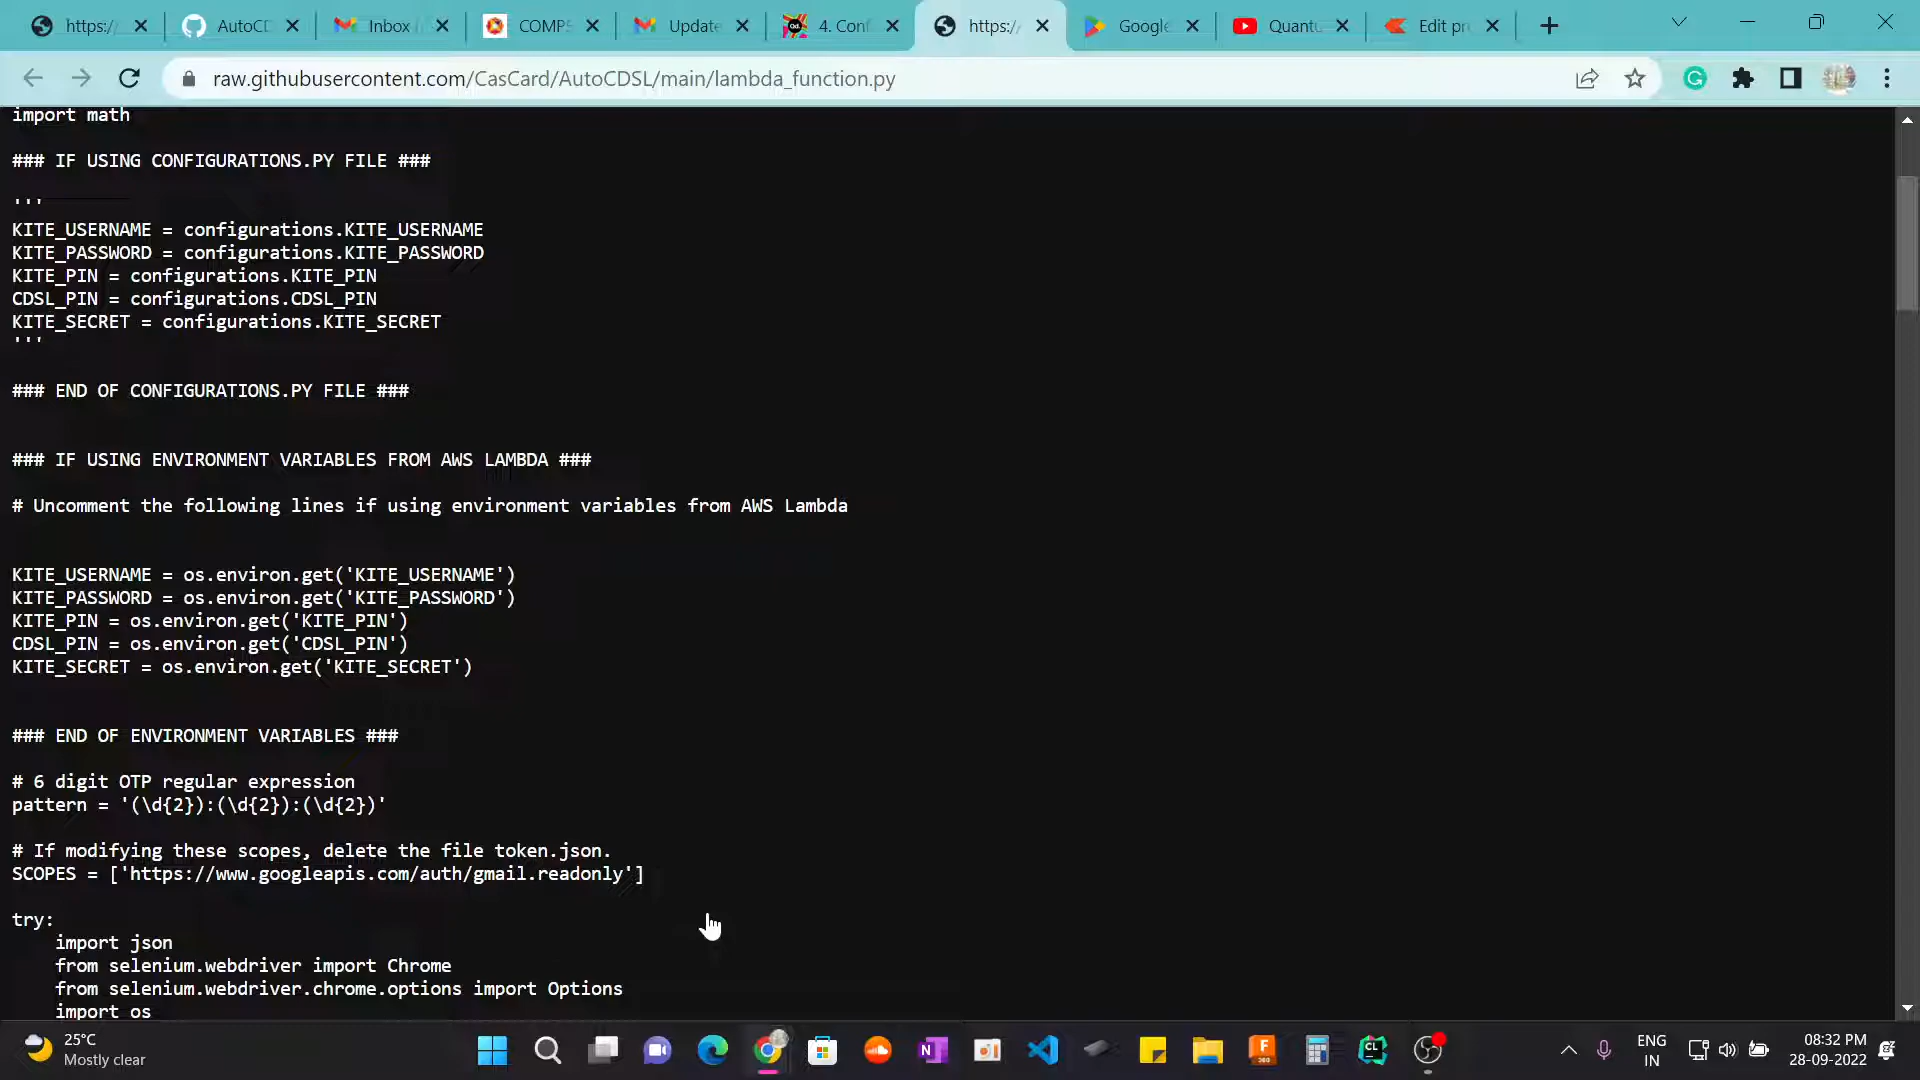 https:/
AutoCD
Inbox
COMPS
Update
4. Conf
https:/
Google
Quantu
Edit pr
raw.githubusercontent.com/CasCard/AutoCDSL/main/lambda_function.py
import math
### IF USING CONFIGURATIONS.PY FILE ###
'''
KITE_USERNAME = configurations.KITE_USERNAME
KITE_PASSWORD = configurations.KITE_PASSWORD
KITE_PIN = configurations.KITE_PIN
CDSL_PIN = configurations.CDSL_PIN
KITE_SECRET = configurations.KITE_SECRET
'''
### END OF CONFIGURATIONS.PY FILE ###
### IF USING ENVIRONMENT VARIABLES FROM AWS LAMBDA ###
# Uncomment the following lines if using environment variables from AWS Lambda
KITE_USERNAME = os.environ.get('KITE_USERNAME')
KITE_PASSWORD = os.environ.get('KITE_PASSWORD')
KITE_PIN = os.environ.get('KITE_PIN')
CDSL_PIN = os.environ.get('CDSL_PIN')
KITE_SECRET = os.environ.get('KITE_SECRET')
### END OF ENVIRONMENT VARIABLES ###
# 6 digit OTP regular expression
pattern = '(\d{2}):(\d{2}):(\d{2})'
# If modifying these scopes, delete the file token.json.
SCOPES = ['https://www.googleapis.com/auth/gmail.readonly']
try:
    import json
    from selenium.webdriver import Chrome
    from selenium.webdriver.chrome.options import Options
    import os
25°C
Mostly clear
ENG
IN
08:32 PM
28-09-2022